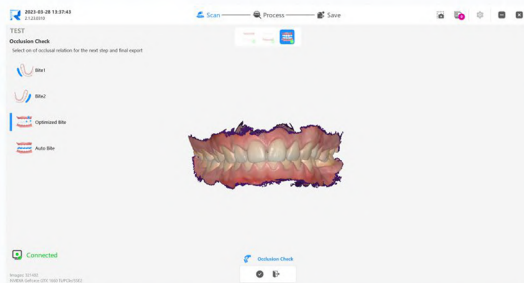 2023-03-28 13:37:43
Scan
Process
Save
TEST
Occlusion Check
Select on of occlusal relation for the next step and final export
Bite1
Bite2
Optimized Bite
Auto Bite
Connected
Occlusion Check